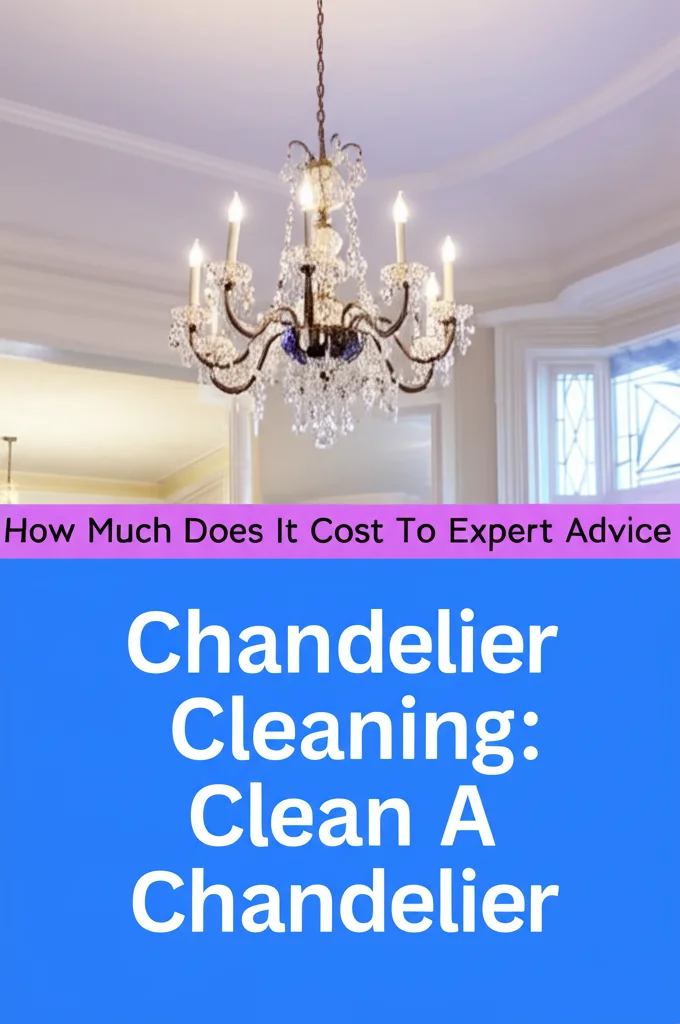 How Much Does It Cost To Expert Advice
Chandelier
Cleaning:
Clean A
Chandelier